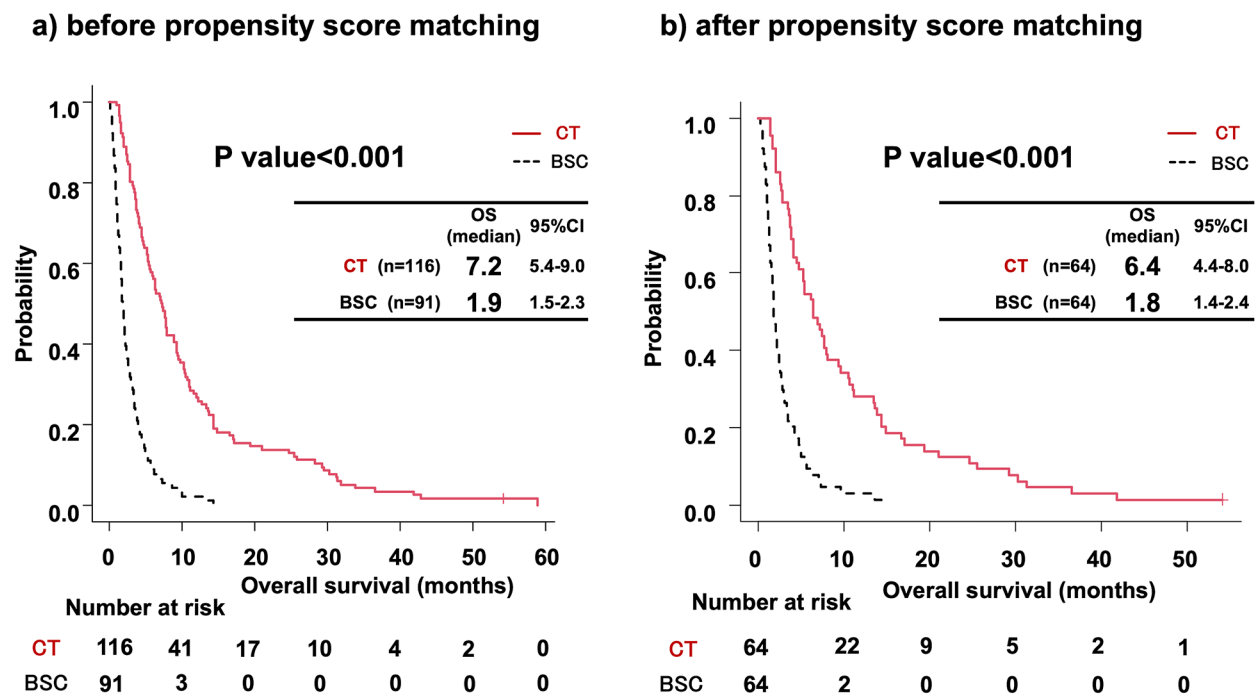 a) before propensity score matching
1.0
0.8
0.6
0.4
0.2
0.0
Probability
CT
BSC
P value<0.001
OS
(median) 95%CI
CT (n=116) 7.2 5.4-9.0
BSC (n=91) 1.9 1.5-2.3
0 10 20 30 40 50 60
Overall survival (months)
Number at risk
CT 116 41 17 10 4 2 0
BSC 91 3 0 0 0 0 0
b) after propensity score matching
1.0
0.8
0.6
0.4
0.2
0.0
Probability
CT
BSC
P value<0.001
OS
(median) 95%CI
CT (n=64) 6.4 4.4-8.0
BSC (n=64) 1.8 1.4-2.4
0 10 20 30 40 50
Overall survival (months)
Number at risk
CT 64 22 9 5 2 1
BSC 64 2 0 0 0 0